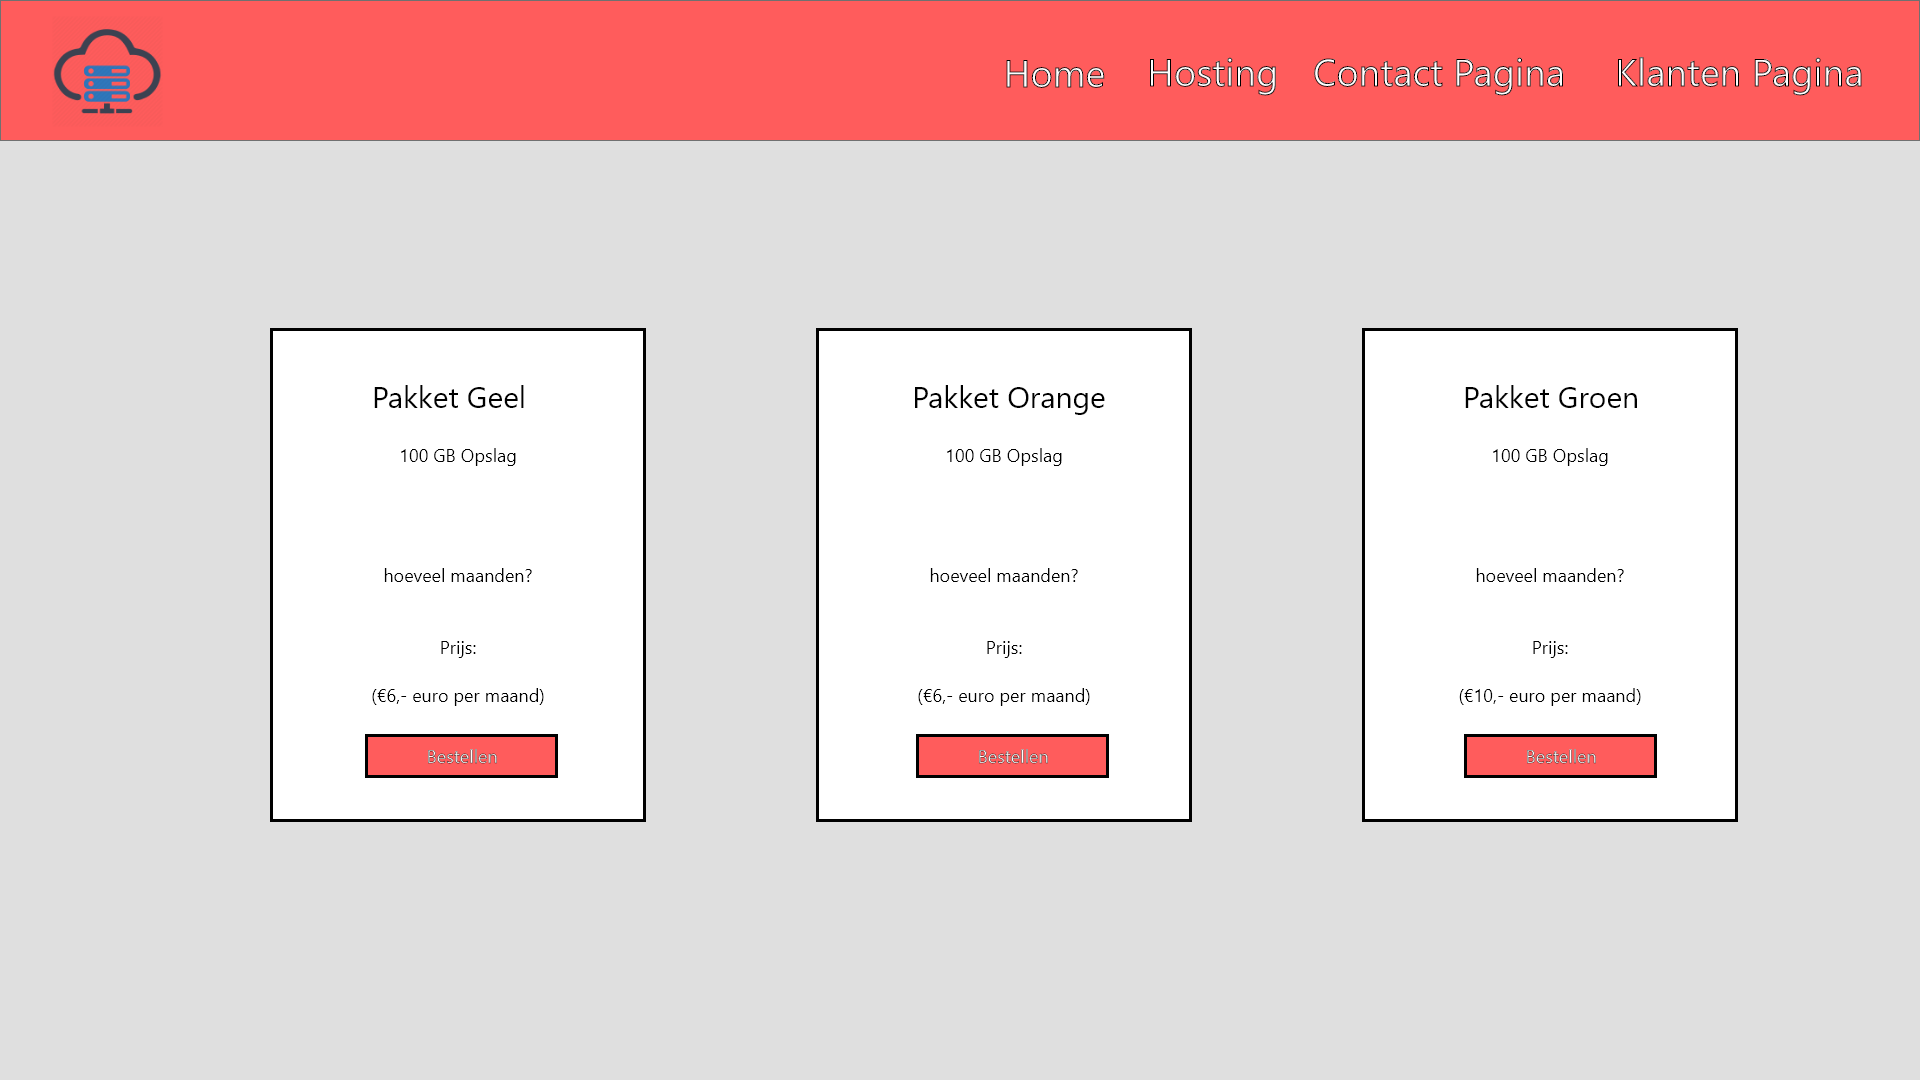 Home Hosting Contact Pagina Klanten Pagina
Pakket Geel
100 GB Opslag
hoeveel maanden?
Prijs:
(€6,- euro per maand)
Bestellen
Pakket Orange
100 GB Opslag
hoeveel maanden?
Prijs:
(€6,- euro per maand)
Bestellen
Pakket Groen
100 GB Opslag
hoeveel maanden?
Prijs:
(€10,- euro per maand)
Bestellen